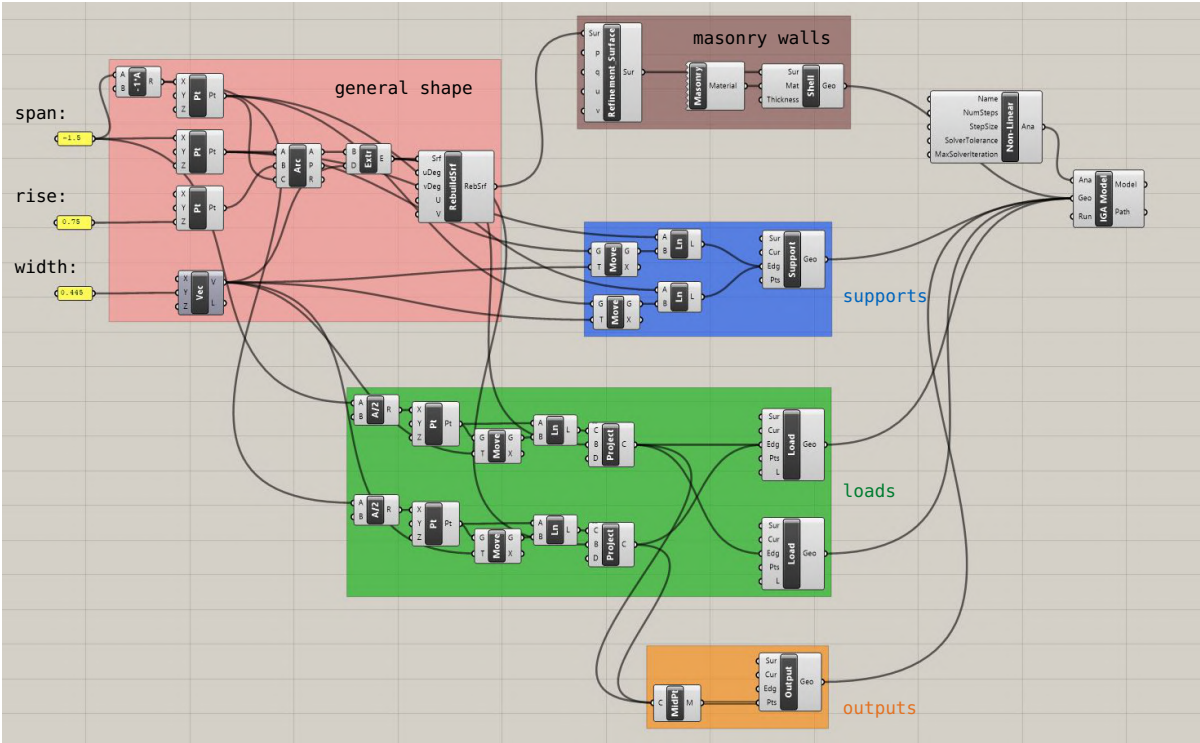 masonry walls
Sur
p
q
u
v
Refinement Surface
Sur
Masonry
Material
Sur
Mat
Thickness
Shell
Geo
general shape
A
B
-1*A
R
X
Y
Z
Pt
Pt
span:
-1.5
X
Y
Z
Pt
Pt
A
B
C
Arc
A
P
R
B
D
Extr
E
Srf
uDeg
vDeg
U
V
RebuildSrf
RebSrf
rise:
0.75
X
Y
Z
Pt
Pt
width:
0.445
X
Y
Z
Vec
V
L
Name
NumSteps
StepSize
SolverTolerance
MaxSolverIteration
Non-Linear
Ana
Ana
Geo
Run
IGA Model
Model
Path
G
T
Move
G
X
A
B
Ln
L
G
T
Move
G
X
A
B
Ln
L
Sur
Cur
Edg
Pts
Support
Geo
supports
A
B
A/2
R
X
Y
Z
Pt
Pt
G
T
Move
G
X
A
B
Ln
L
C
B
D
Project
C
Sur
Cur
Edg
Pts
L
Load
Geo
loads
A
B
A/2
R
X
Y
Z
Pt
Pt
G
T
Move
G
X
A
B
Ln
L
C
B
D
Project
C
Sur
Cur
Edg
Pts
L
Load
Geo
C
MidPt
M
Sur
Cur
Edg
Pts
Output
Geo
outputs